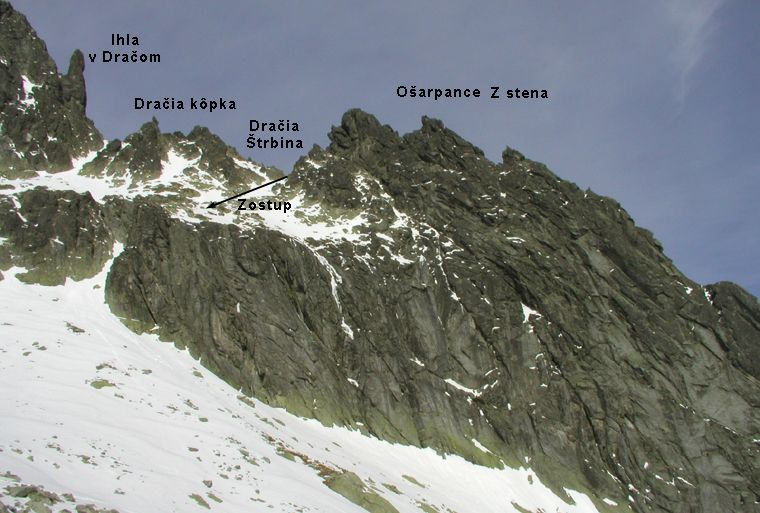 Ihla
v Dračom
Dračia kôpka
Dračia
Štrbina
Ošarpance Z stena
Zostup